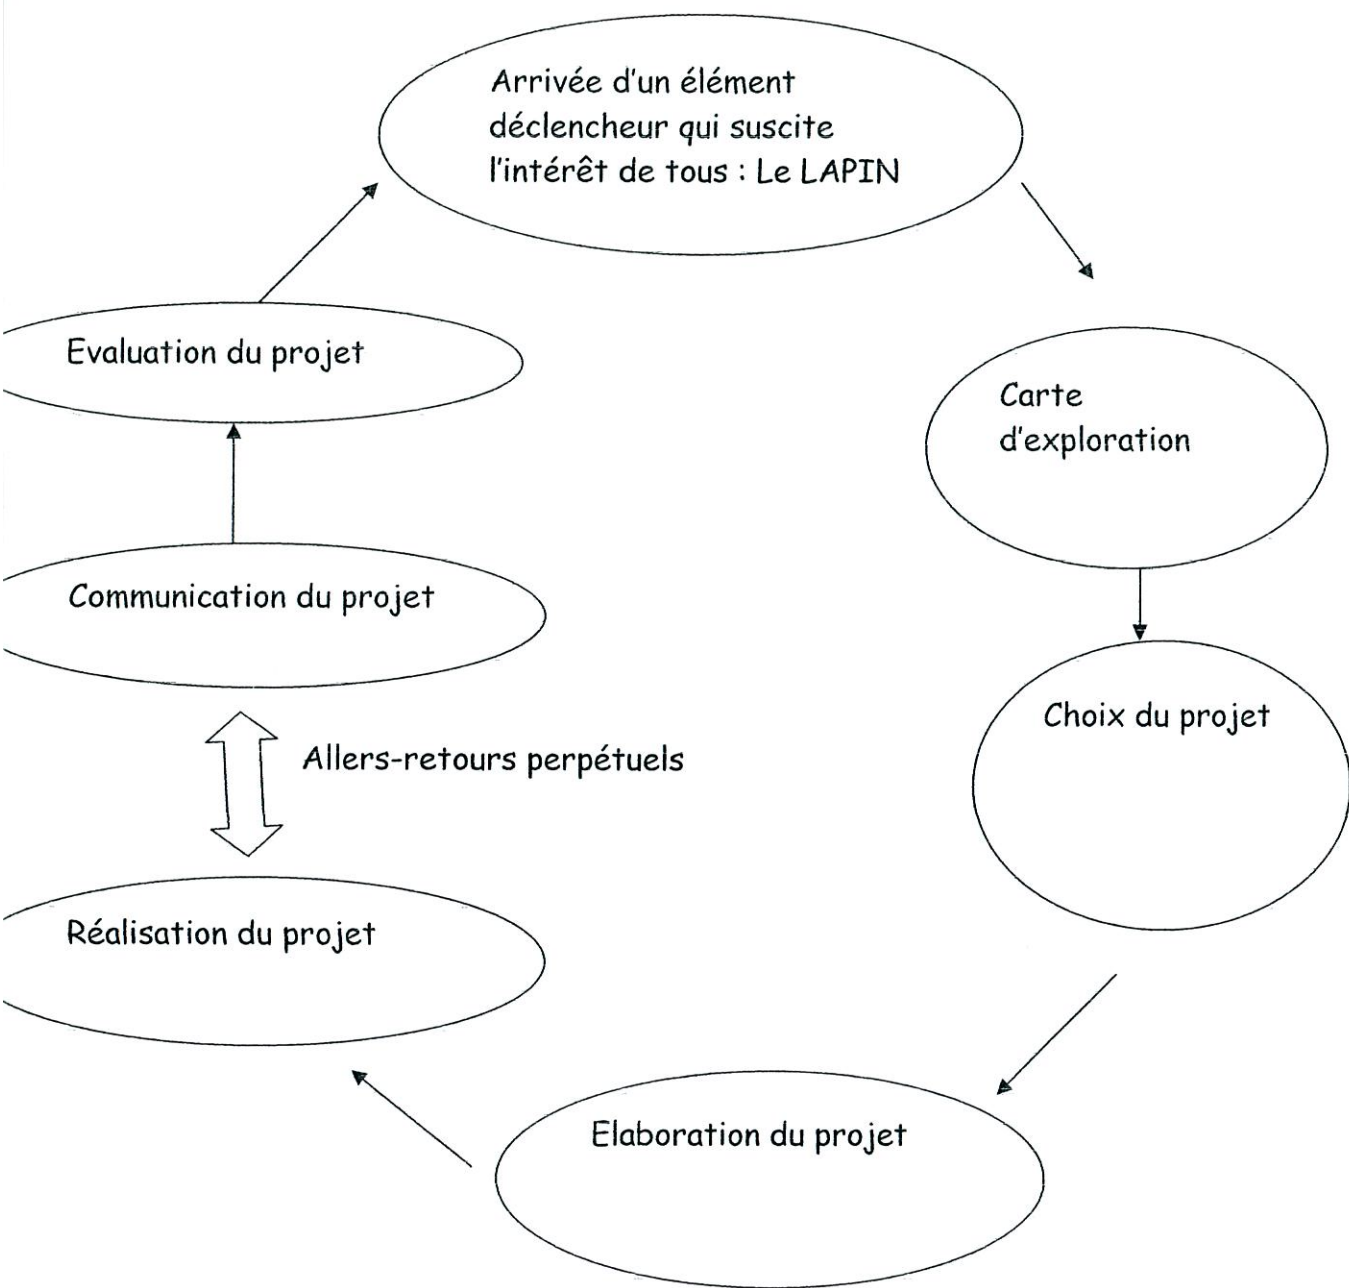 Arrivée d'un élément
déclencheur qui suscite
l'intérêt de tous : Le LAPIN
Carte
d'exploration
Choix du projet
Elaboration du projet
Réalisation du projet
Allers-retours perpétuels
Communication du projet
Evaluation du projet